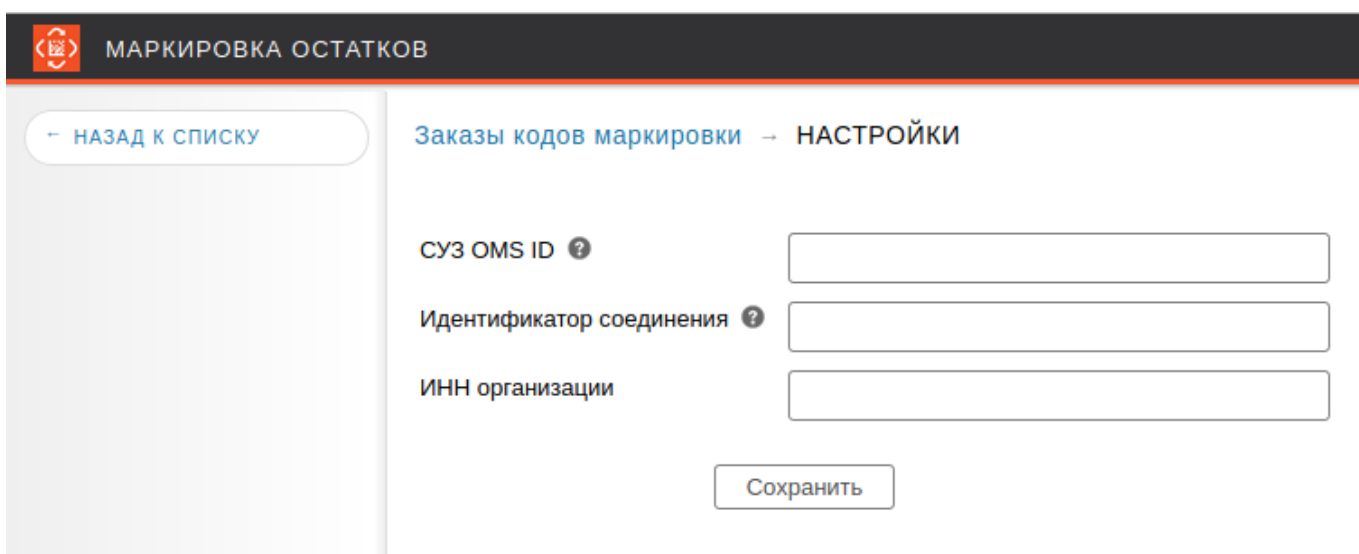 МАРКИРОВКА ОСТАТКОВ
← НАЗАД К СПИСКУ
Заказы кодов маркировки → НАСТРОЙКИ
СУЗ OMS ID ?
Идентификатор соединения ?
ИНН организации
Сохранить